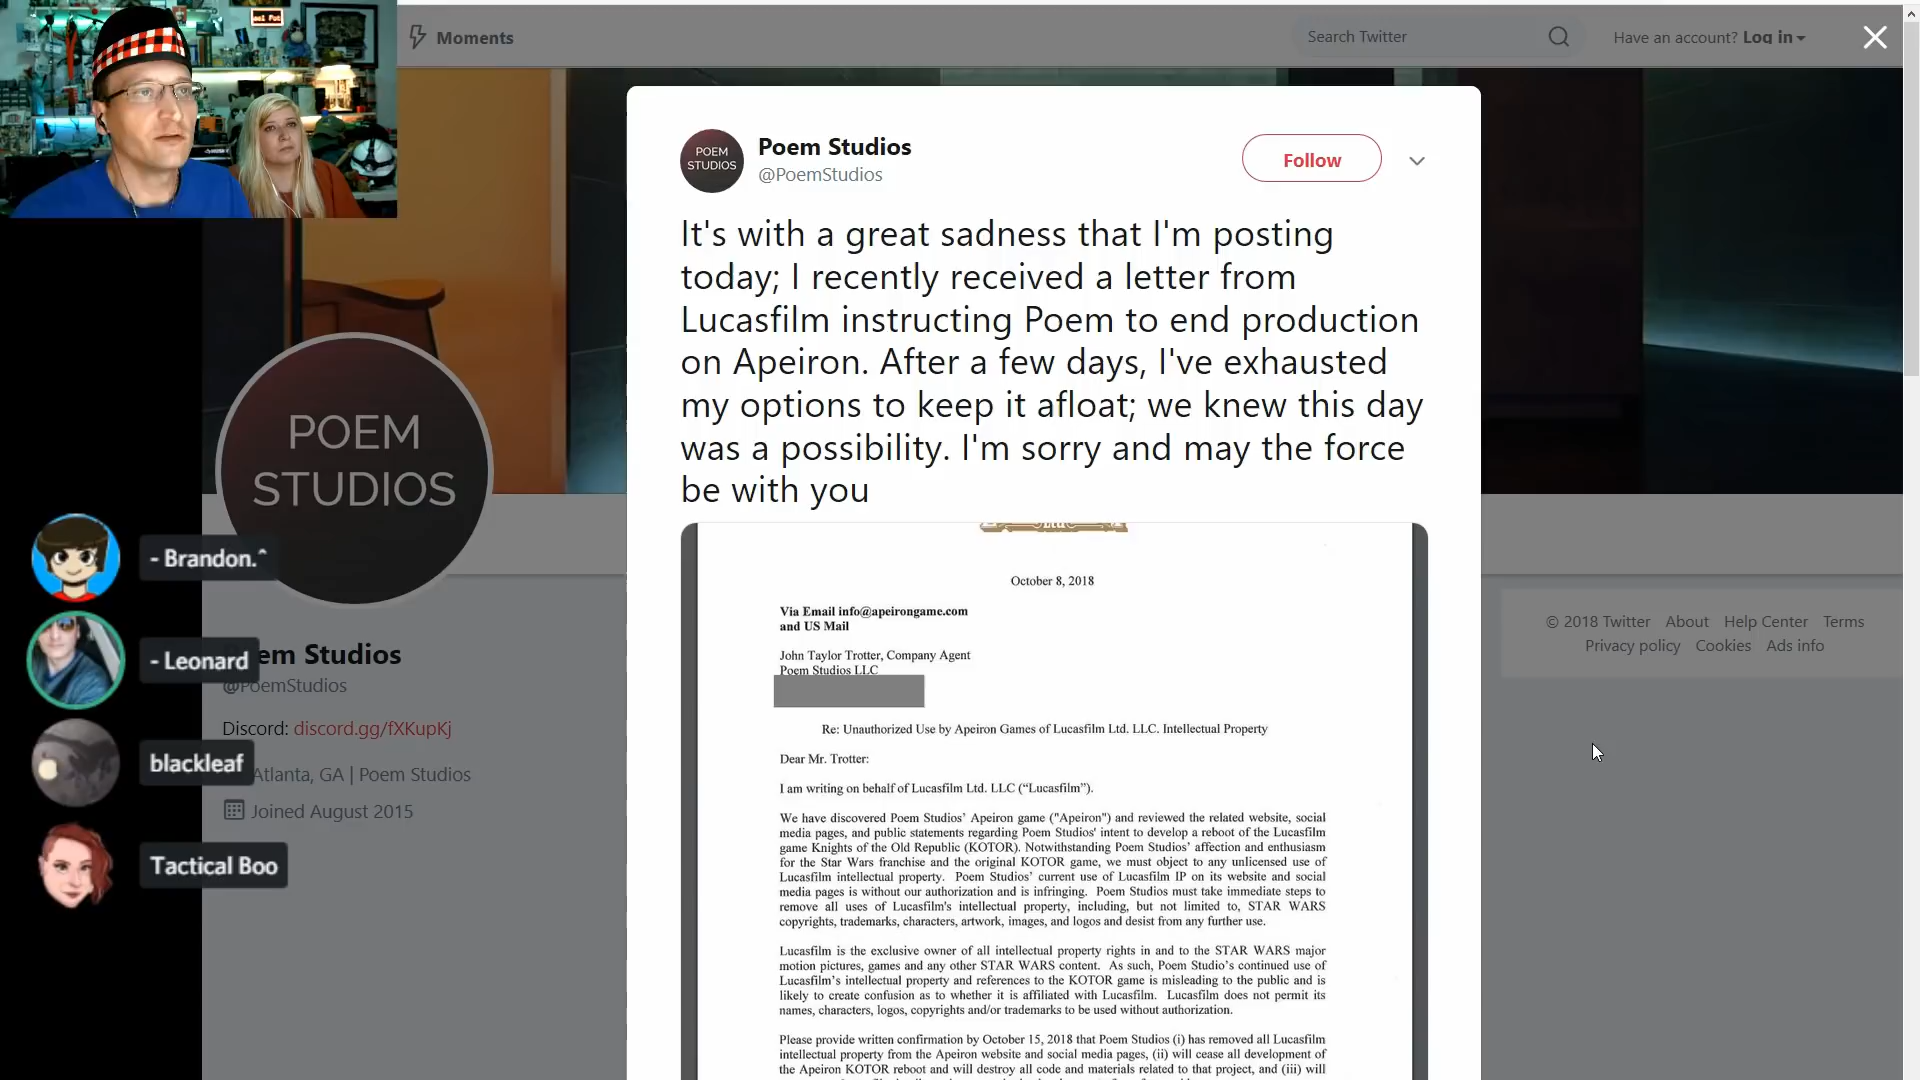 Moments
Search Twitter
Have an account? Log in
Poem Studios
@PoemStudios
Follow
POEM
STUDIOS
It's with a great sadness that I'm posting
today; I recently received a letter from
Lucasfilm instructing Poem to end production
on Apeiron. After a few days, I've exhausted
my options to keep it afloat; we knew this day
was a possibility. I'm sorry and may the force
be with you
Ltd
October 8, 2018
Via Email info@apeirongame.com
and US Mail
John Taylor Trotter, Company Agent
Poem Studios LLC
Re: Unauthorized Use by Apeiron Games of Lucasfilm Ltd. LLC. Intellectual Property
Dear Mr. Trotter:
I am writing on behalf of Lucasfilm Ltd. LLC (“Lucasfilm”).
We have discovered Poem Studios' Apeiron game ("Apeiron") and reviewed the related website, social
media pages, and public statements regarding Poem Studios' intent to develop a reboot of the Lucasfilm
game Knights of the Old Republic (KOTOR). Notwithstanding Poem Studios' affection and enthusiasm
for the Star Wars franchise and the original KOTOR game, we must object to any unlicensed use of
Lucasfilm intellectual property. Poem Studios' current use of Lucasfilm IP on its website and social
media pages is without our authorization and is infringing. Poem Studios must take immediate steps to
remove all uses of Lucasfilm's intellectual property, including, but not limited to, STAR WARS
copyrights, trademarks, characters, artwork, images, and logos and desist from any further use.
Lucasfilm is the exclusive owner of all intellectual property rights in and to the STAR WARS major
motion pictures, games and any other STAR WARS content. As such, Poem Studio's continued use of
Lucasfilm's intellectual property and references to the KOTOR game is misleading to the public and is
likely to create confusion as to whether it is affiliated with Lucasfilm. Lucasfilm does not permit its
names, characters, logos, copyrights and/or trademarks to be used without authorization.
Please provide written confirmation by October 15, 2018 that Poem Studios (i) has removed all Lucasfilm
intellectual property from the Apeiron website and social media pages, (ii) will cease all development of
the Apeiron KOTOR reboot and will destroy all code and materials related to that project, and (iii) will
POEM
STUDIOS
- Brandon.^
- Leonard
em Studios
@PoemStudios
Discord: discord.gg/fXKupKj
blackleaf
Atlanta, GA | Poem Studios
Joined August 2015
Tactical Boo
© 2018 Twitter About Help Center Terms
Privacy policy Cookies Ads info